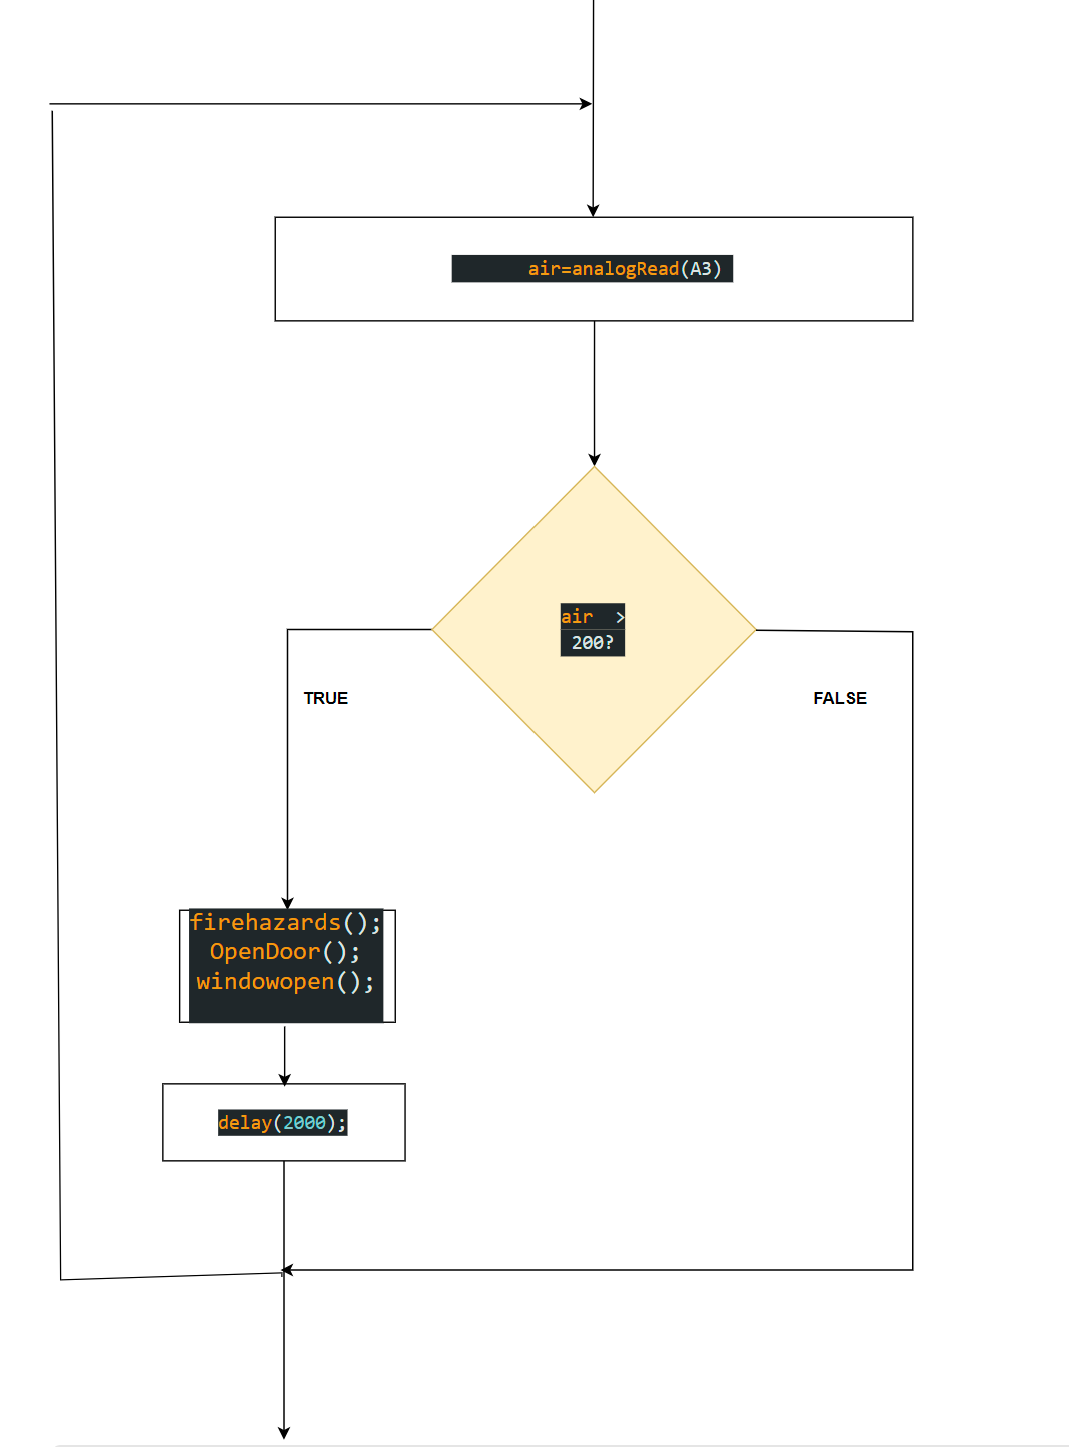 air=analogRead(A3)
air  >
200?
TRUE
FALSE
firehazards();
OpenDoor();
windowopen();
delay(2000);